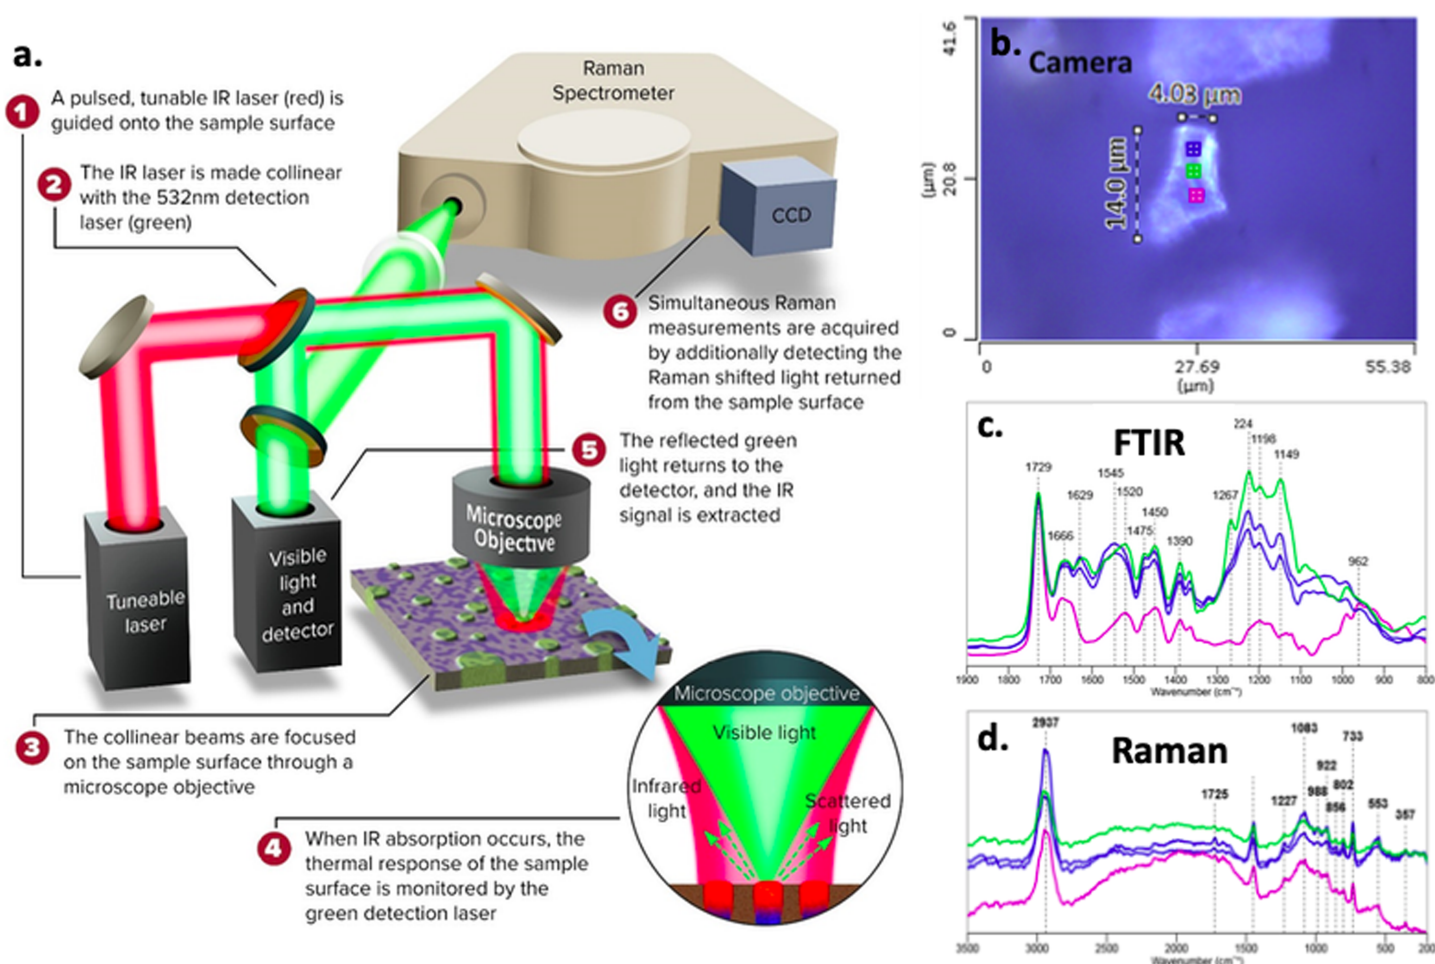 a.
1
A pulsed, tunable IR laser (red) is
guided onto the sample surface
2
The IR laser is made collinear
with the 532nm detection
laser (green)
Raman
Spectrometer
CCD
6
Simultaneous Raman
measurements are acquired
by additionally detecting the
Raman shifted light returned
from the sample surface
5
The reflected green
light returns to the
detector, and the IR
signal is extracted
Microscope
Objective
Tuneable
laser
Visible
light
and
detector
3
The collinear beams are focused
on the sample surface through a
microscope objective
4
When IR absorption occurs, the
thermal response of the sample
surface is monitored by the
green detection laser
Microscope objective
Visible light
Infrared
light
Scattered
light
b.
Camera
4.03 µm
14.0 µm
41.6
20.8
(µm)
0
0
27.69
55.38
(µm)
c.
FTIR
1729
1666
1629
1545
1520
1475
1450
1390
1267
224
1198
1149
962
1900 1800 1700 1600 1500 1400 1300 1200 1100 1000 900 800
Wavenumber (cm⁻¹)
d.
Raman
2937
1725
1227
1083
988
922
856
802
733
553
357
3500 3000 2500 2000 1500 1000 500 200
Wavenumber (cm⁻¹)